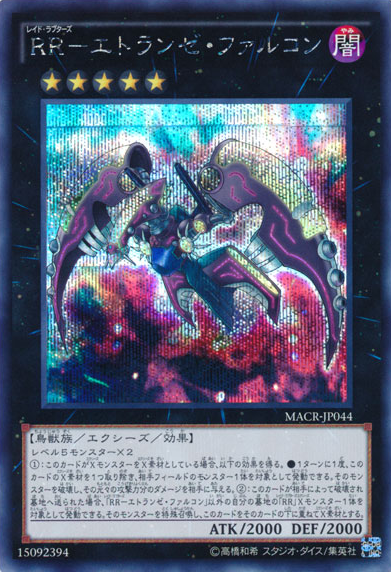 レイド・ラプターズ
RR－エトランゼ・ファルコン
やみ
闇
MACR-JP044
【鳥獣族／エクシーズ／効果】
レベル５モンスター×２
①：このカードがXモンスターをX素材としている場合、以下の効果を得る。●１ターンに１度、この
カードのX素材を１つ取り除き、相手フィールドのモンスター１体を対象として発動できる。そのモンス
ターを破壊し、その元々の攻撃力分のダメージを相手に与える。②：このカードが相手によって破壊され
墓地へ送られた場合、「RR－エトランゼ・ファルコン」以外の自分の墓地の「RR」Xモンスター１体を
対象として発動できる。そのモンスターを特殊召喚し、このカードをそのカードの下に重ねてX素材とする。
ATK/2000 DEF/2000
15092394
©高橋和希 スタジオ・ダイス/集英社